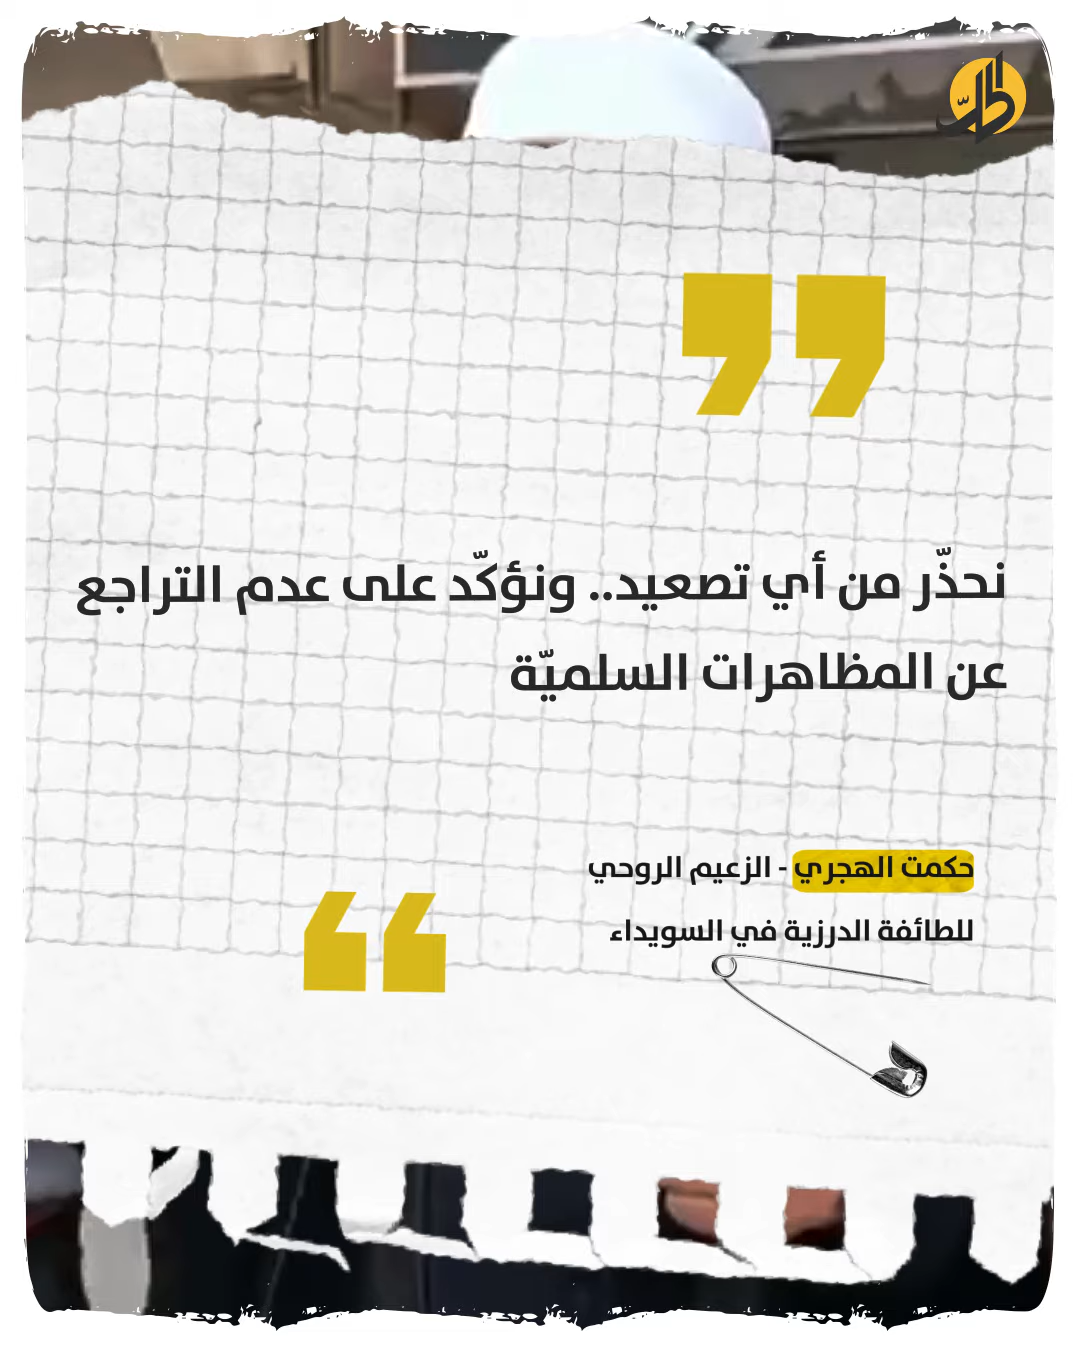 نحذّر من أي تصعيد.. ونؤكّد على عدم التراجع
عن المظاهرات السلميّة
حكمت الهجري - الزعيم الروحي
للطائفة الدرزية في السويداء